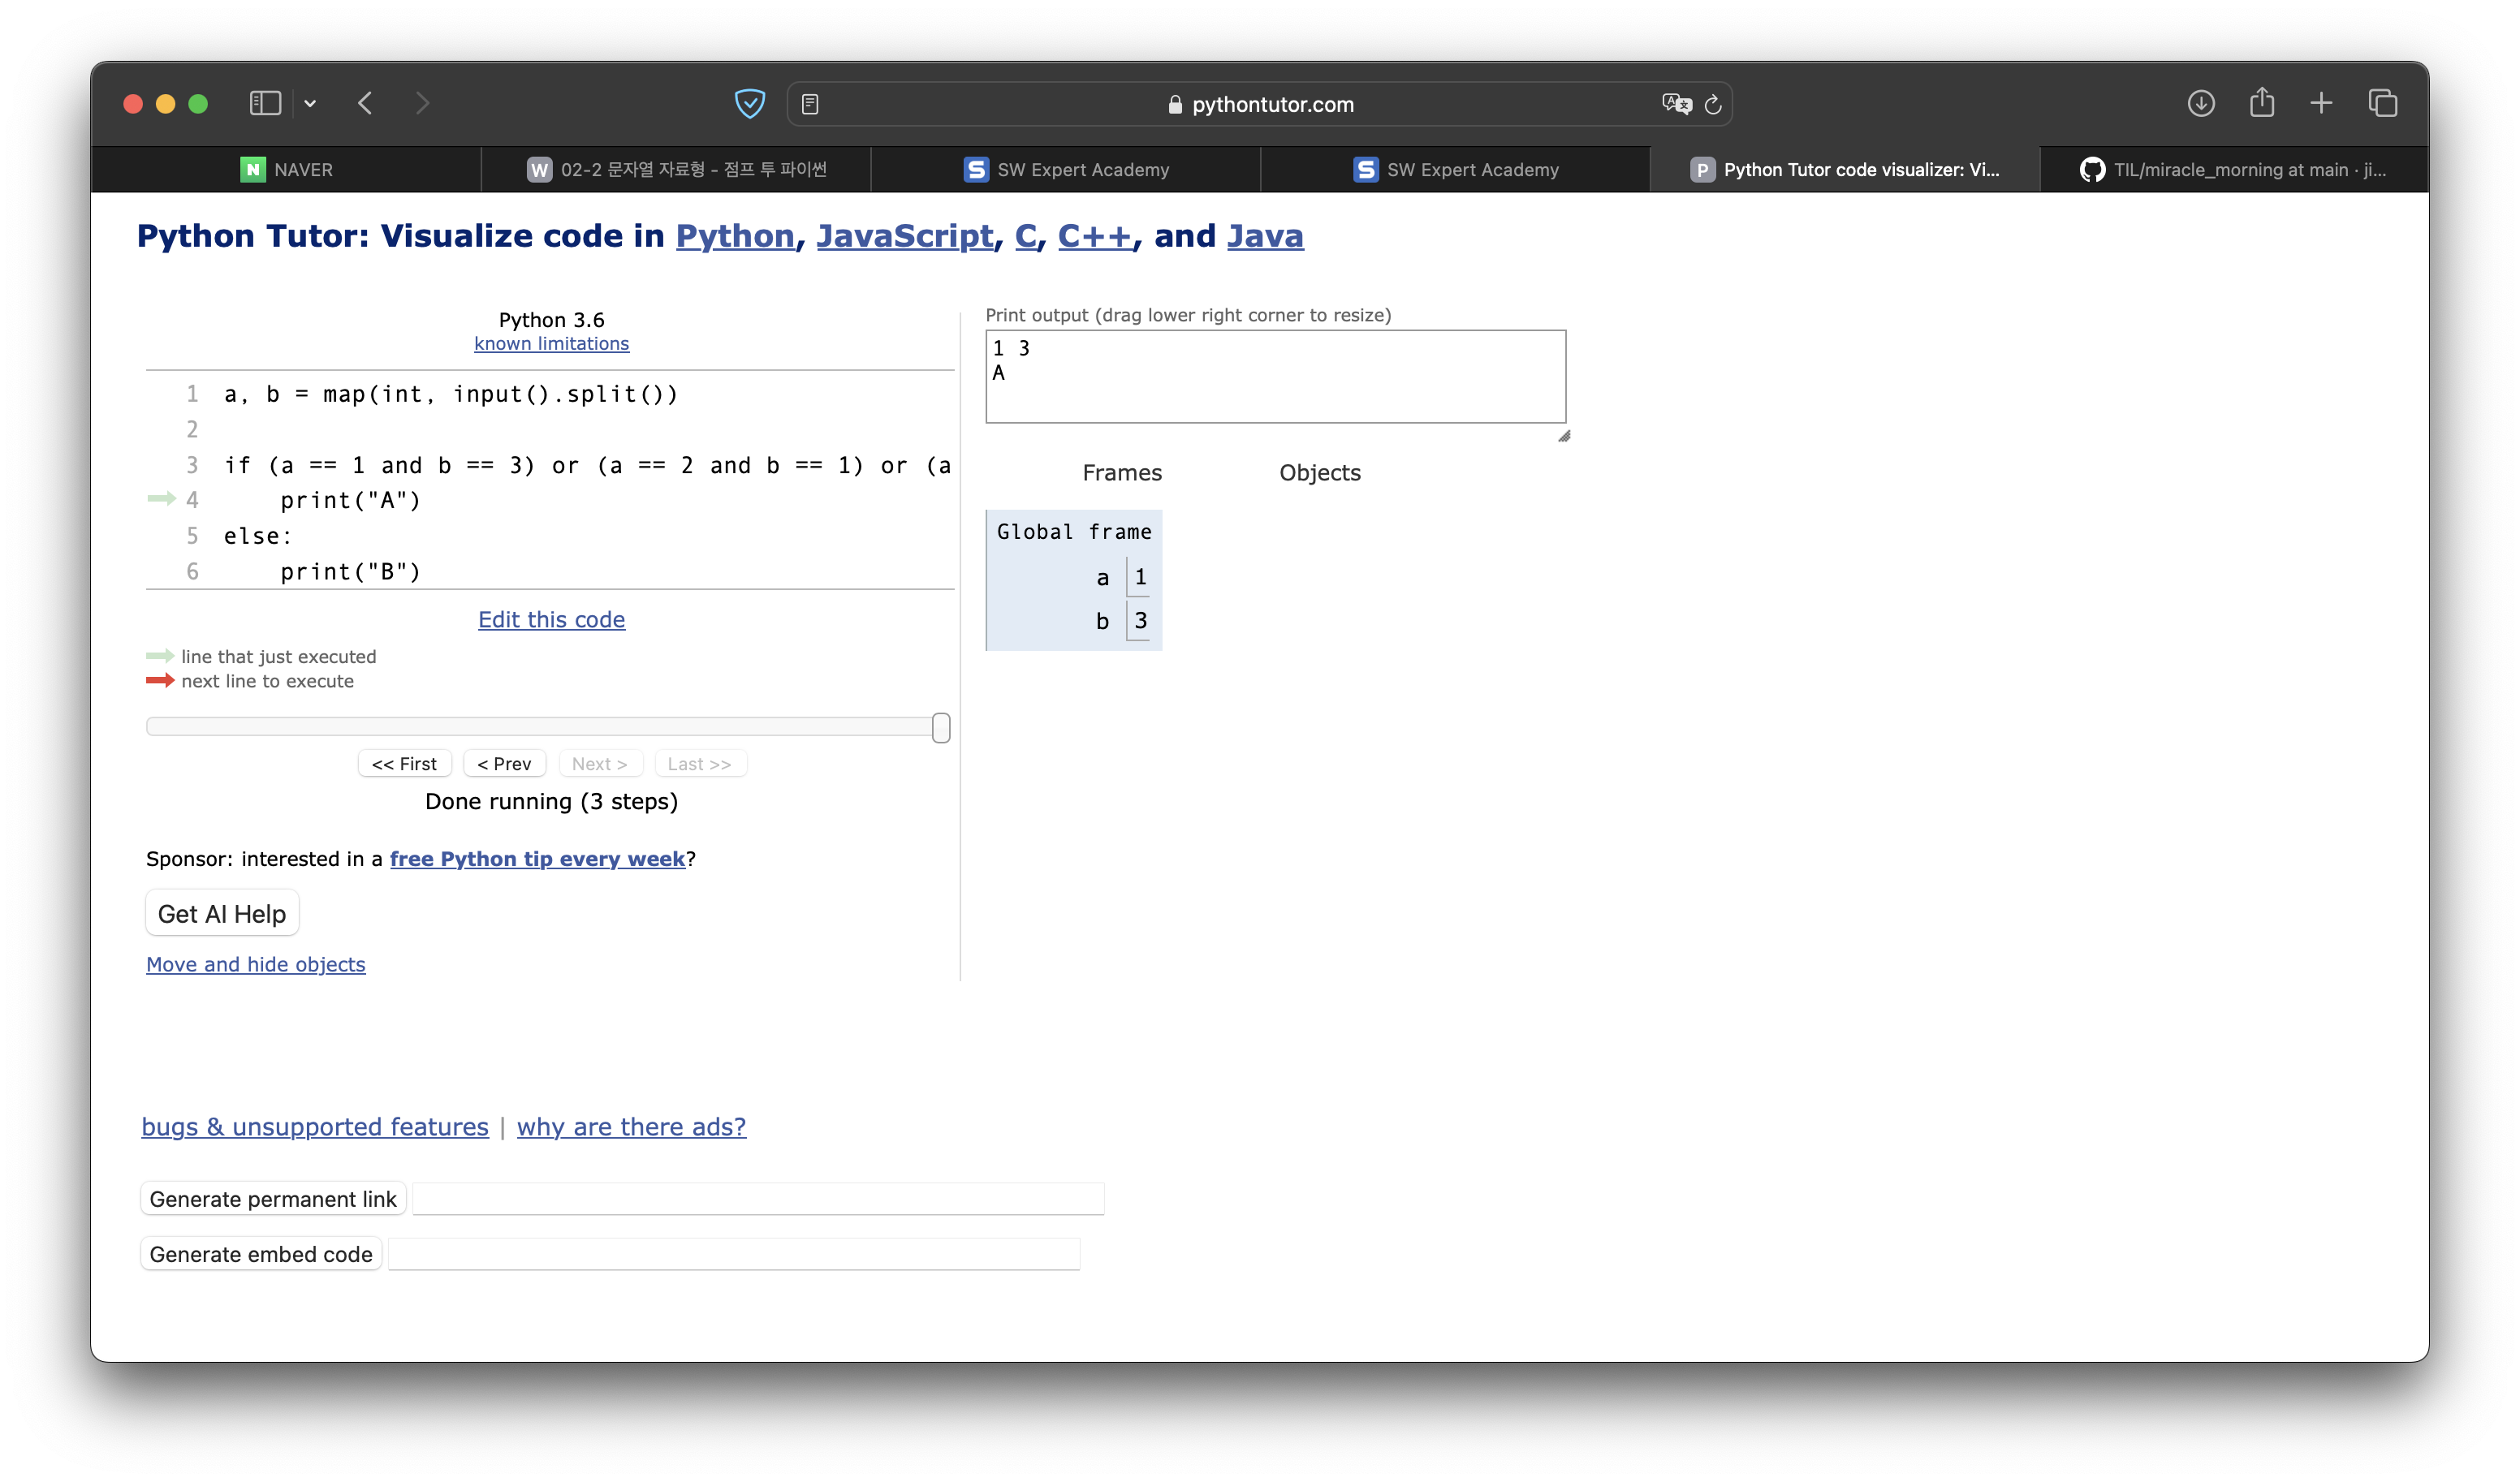 pythontutor.com
N NAVER
W 02-2 문자열 자료형 - 점프 투 파이썬
S SW Expert Academy
S SW Expert Academy
P Python Tutor code visualizer: Vi...
TIL/miracle_morning at main · ji...
Python Tutor: Visualize code in Python, JavaScript, C, C++, and Java
Python 3.6
known limitations
1 a, b = map(int, input().split())
2
3 if (a == 1 and b == 3) or (a == 2 and b == 1) or (a
4 print("A")
5 else:
6 print("B")
Edit this code
line that just executed
next line to execute
<< First < Prev Next > Last >>
Done running (3 steps)
Sponsor: interested in a free Python tip every week?
Get AI Help
Move and hide objects
Print output (drag lower right corner to resize)
1 3
A
Frames Objects
Global frame
a 1
b 3
bugs & unsupported features | why are there ads?
Generate permanent link
Generate embed code